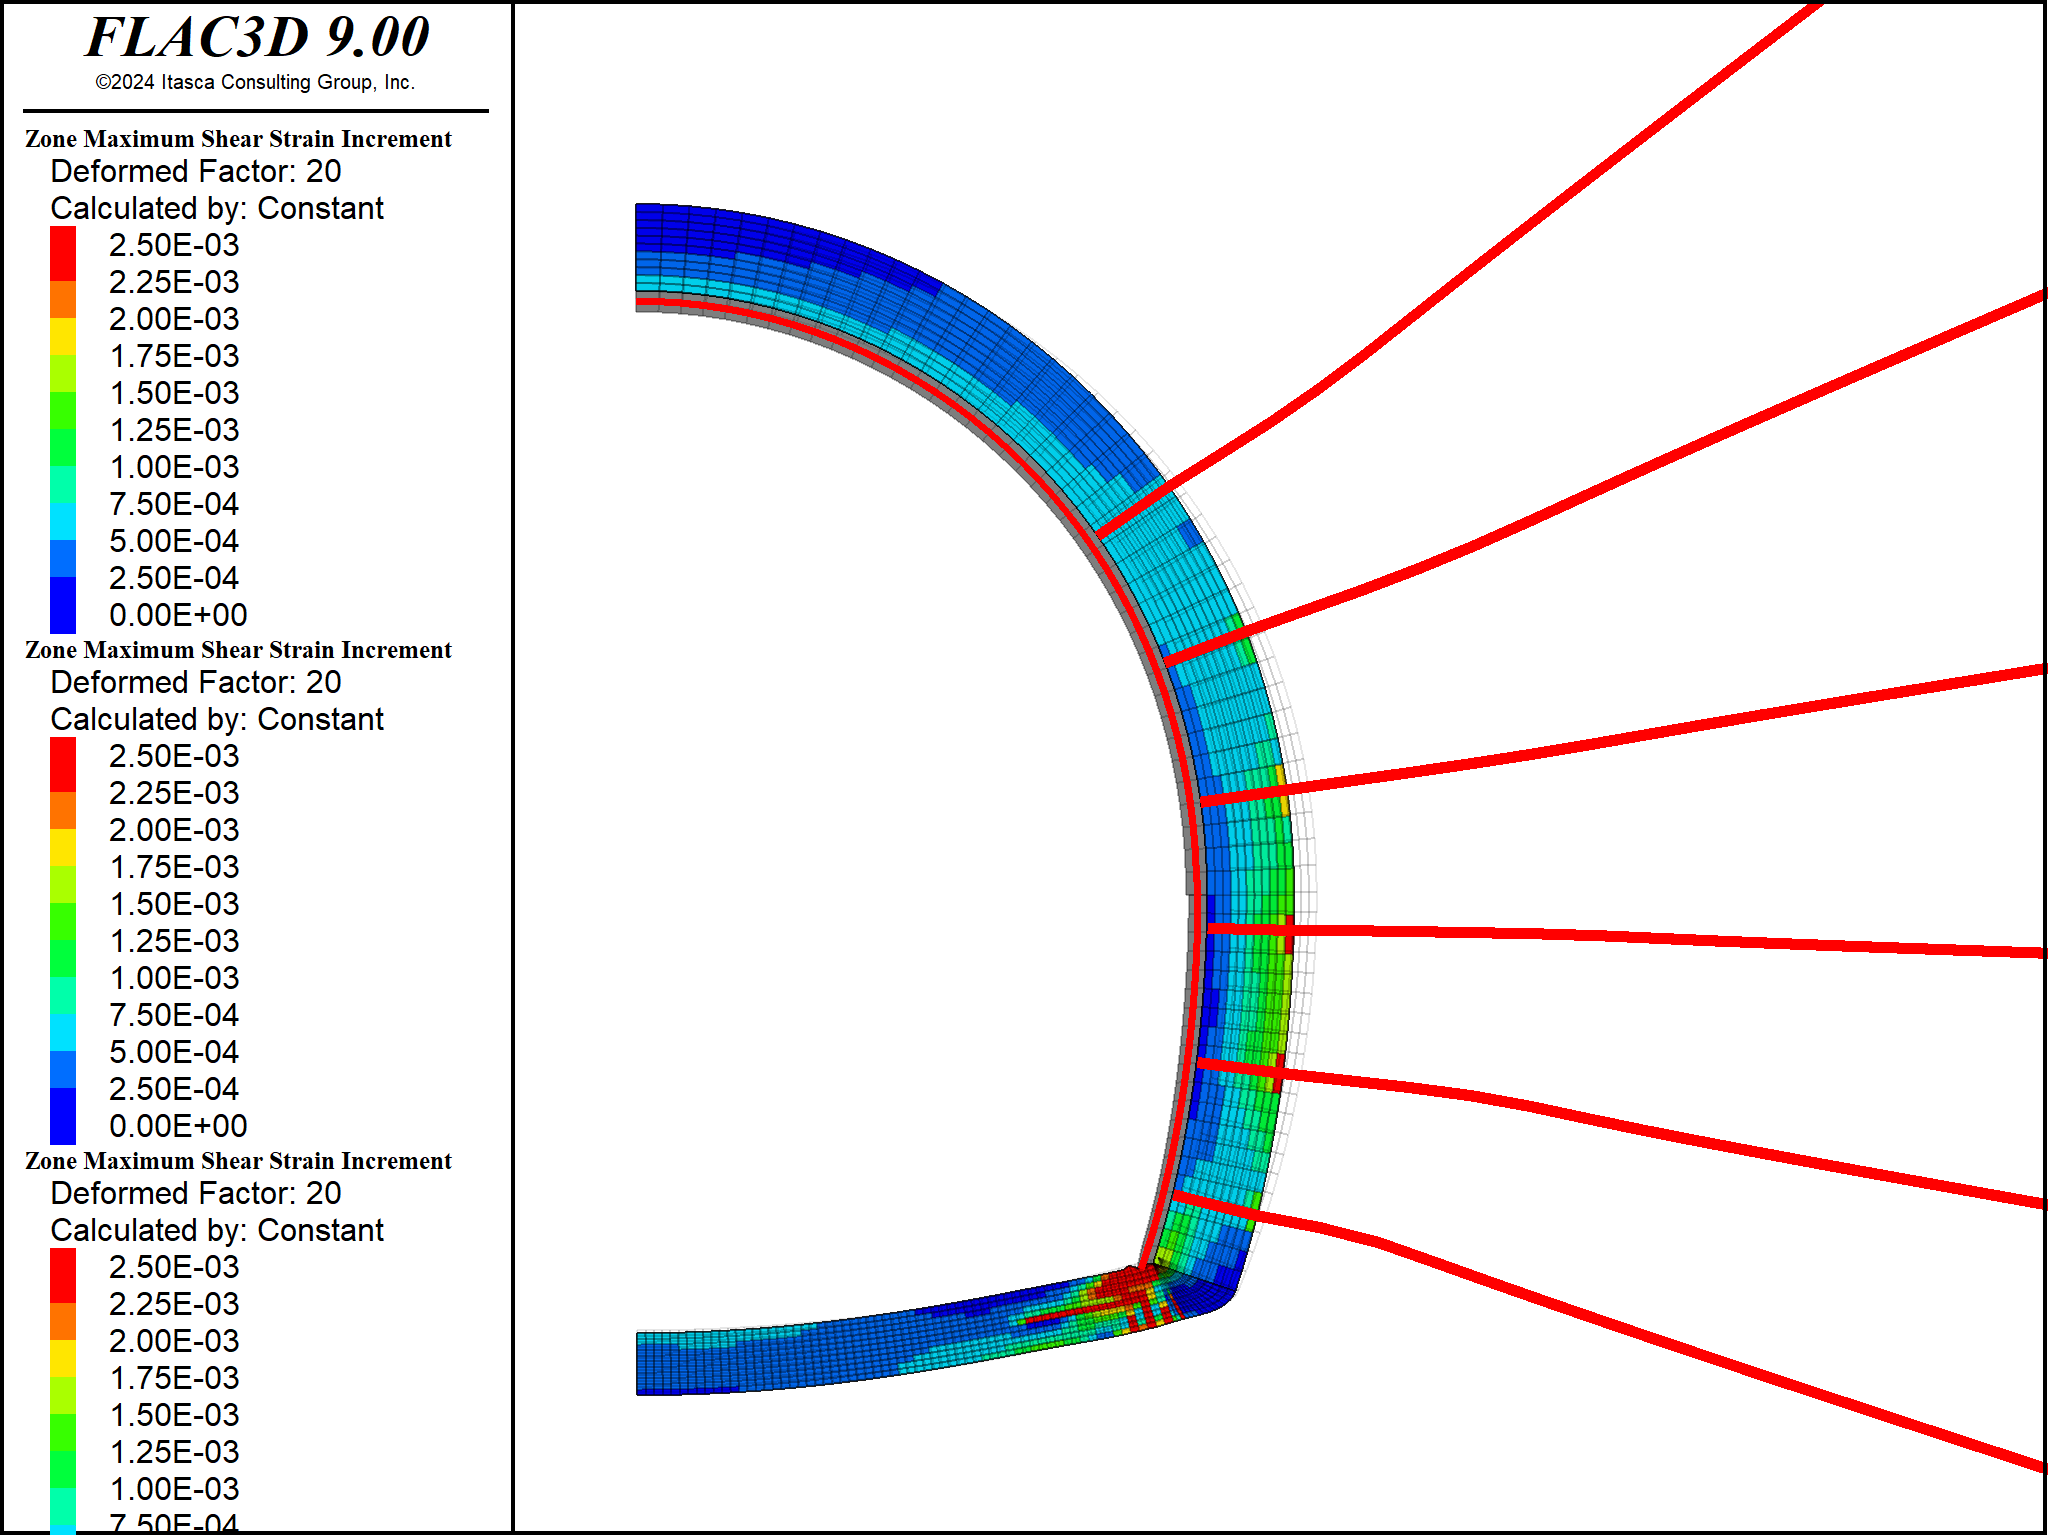 FLAC3D 9.00
©2024 Itasca Consulting Group, Inc.
Zone Maximum Shear Strain Increment
Deformed Factor: 20
Calculated by: Constant
2.50E-03
2.25E-03
2.00E-03
1.75E-03
1.50E-03
1.25E-03
1.00E-03
7.50E-04
5.00E-04
2.50E-04
0.00E+00
Zone Maximum Shear Strain Increment
Deformed Factor: 20
Calculated by: Constant
2.50E-03
2.25E-03
2.00E-03
1.75E-03
1.50E-03
1.25E-03
1.00E-03
7.50E-04
5.00E-04
2.50E-04
0.00E+00
Zone Maximum Shear Strain Increment
Deformed Factor: 20
Calculated by: Constant
2.50E-03
2.25E-03
2.00E-03
1.75E-03
1.50E-03
1.25E-03
1.00E-03
7.50E-04